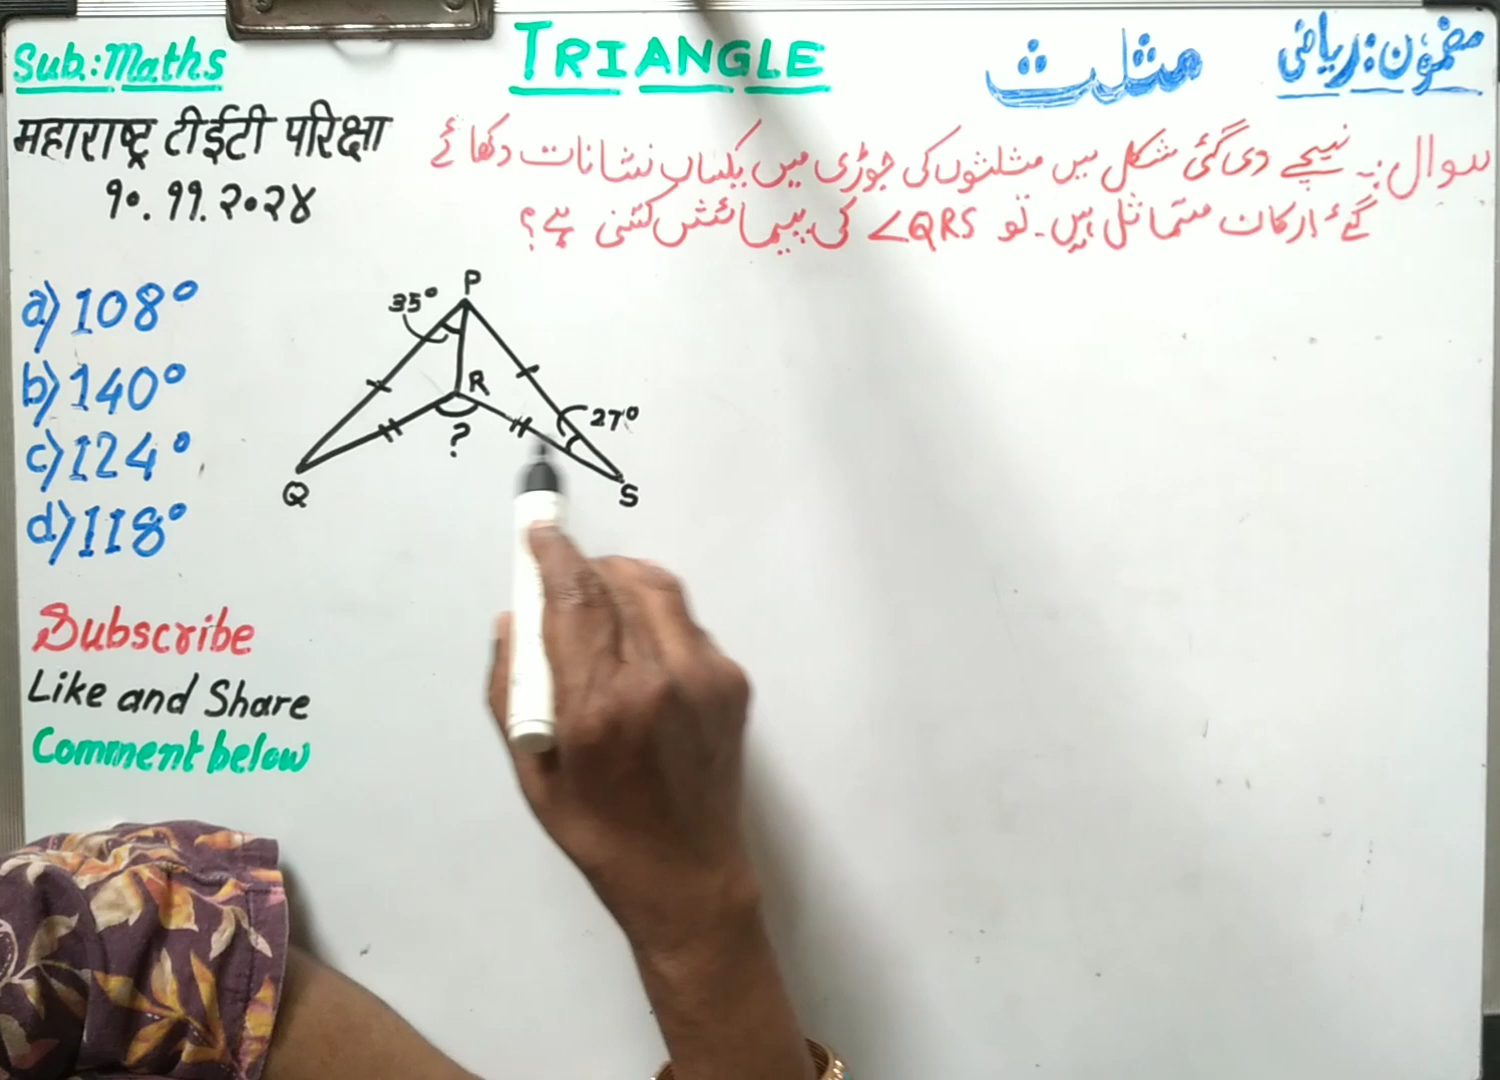 Sub.:Maths
TRIANGLE
مثلث
مضمون: ریاضی
महाराष्ट्र टीईटी परिक्षा
१०.११.२०२४
سوال:۔ نیچے دی گئی شکل میں مثلثوں کی جوڑی میں یکساں نشانات دکھائے
گئے ارکان متماثل ہیں۔ تو ∠QRS کی پیمائش کتنی ہے؟
a) 108°
b) 140°
c) 124°
d) 118°
P
35°
R
27°
?
Q
S
Subscribe
Like and Share
Comment below